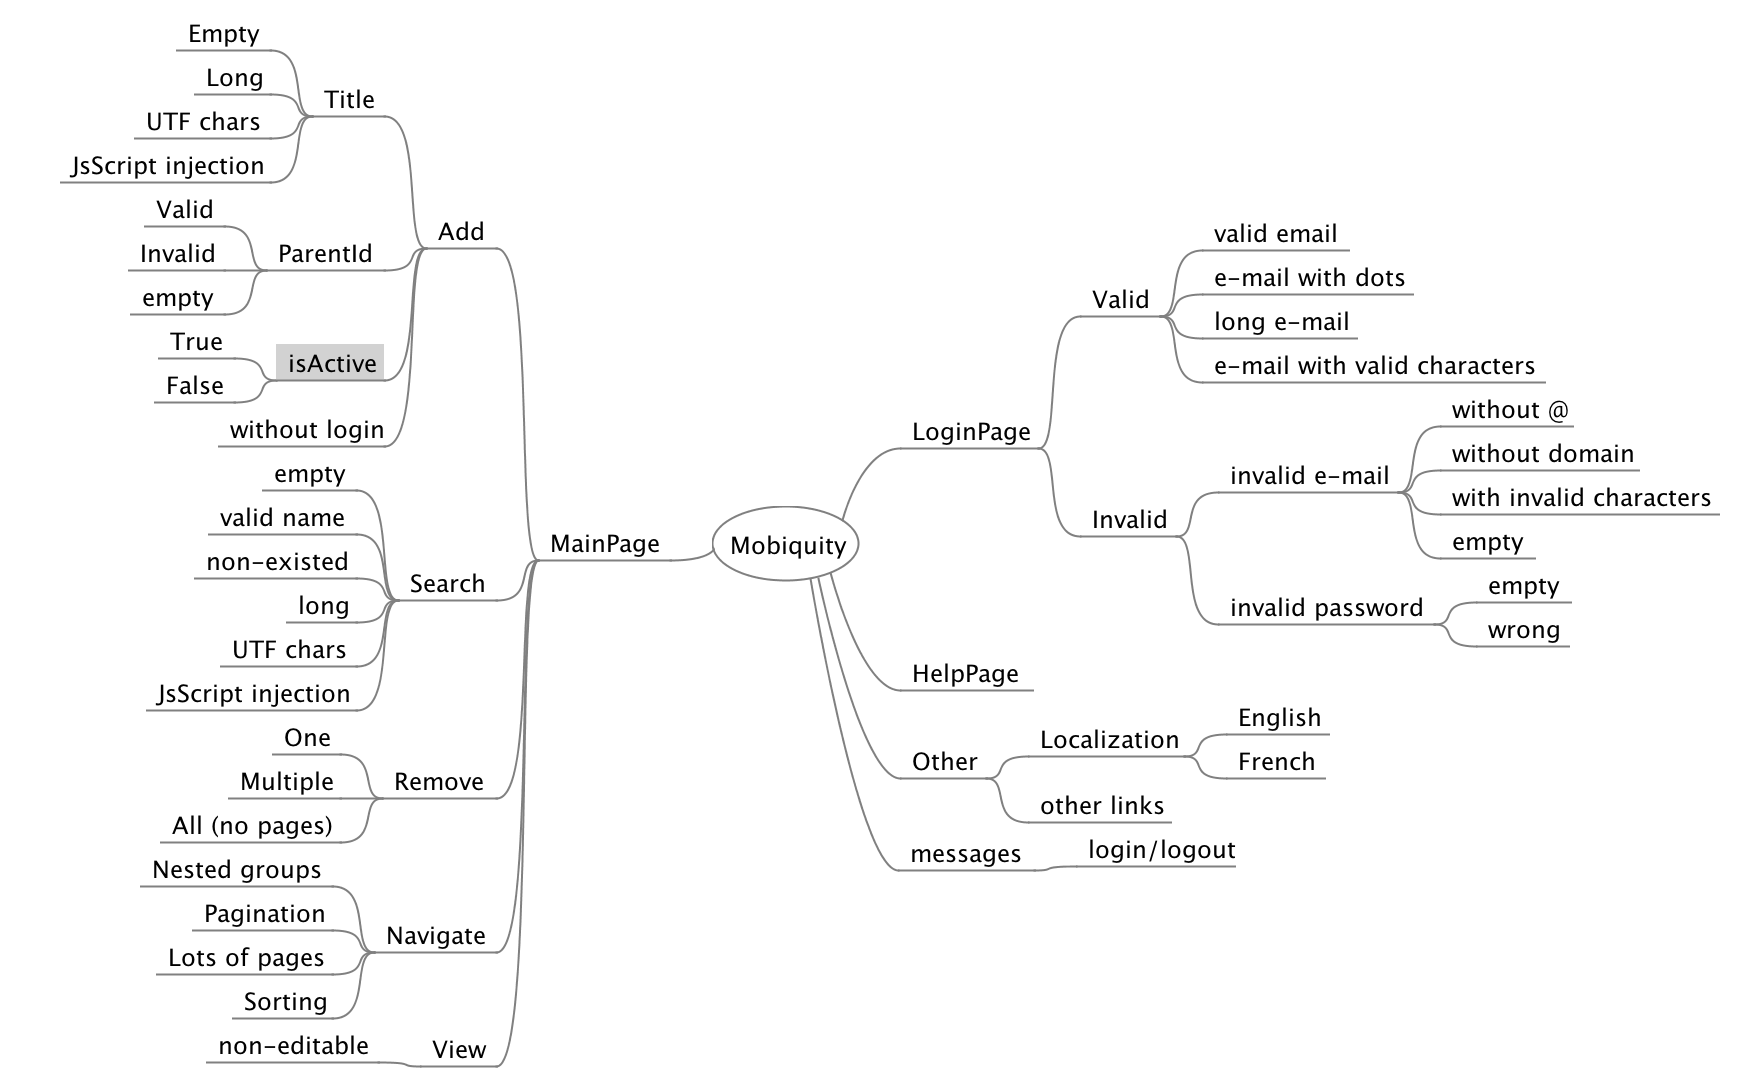 Empty
Long
Title
UTF chars
JsScript injection
Valid
Add
Invalid
ParentId
empty
True
isActive
False
without login
empty
valid name
non-existed
MainPage
Search
long
UTF chars
JsScript injection
One
Multiple
Remove
All (no pages)
Nested groups
Pagination
Navigate
Lots of pages
Sorting
non-editable
View
Mobiquity
valid email
e-mail with dots
Valid
long e-mail
e-mail with valid characters
without @
LoginPage
without domain
invalid e-mail
with invalid characters
Invalid
empty
empty
invalid password
wrong
HelpPage
English
Localization
French
Other
other links
messages
login/logout